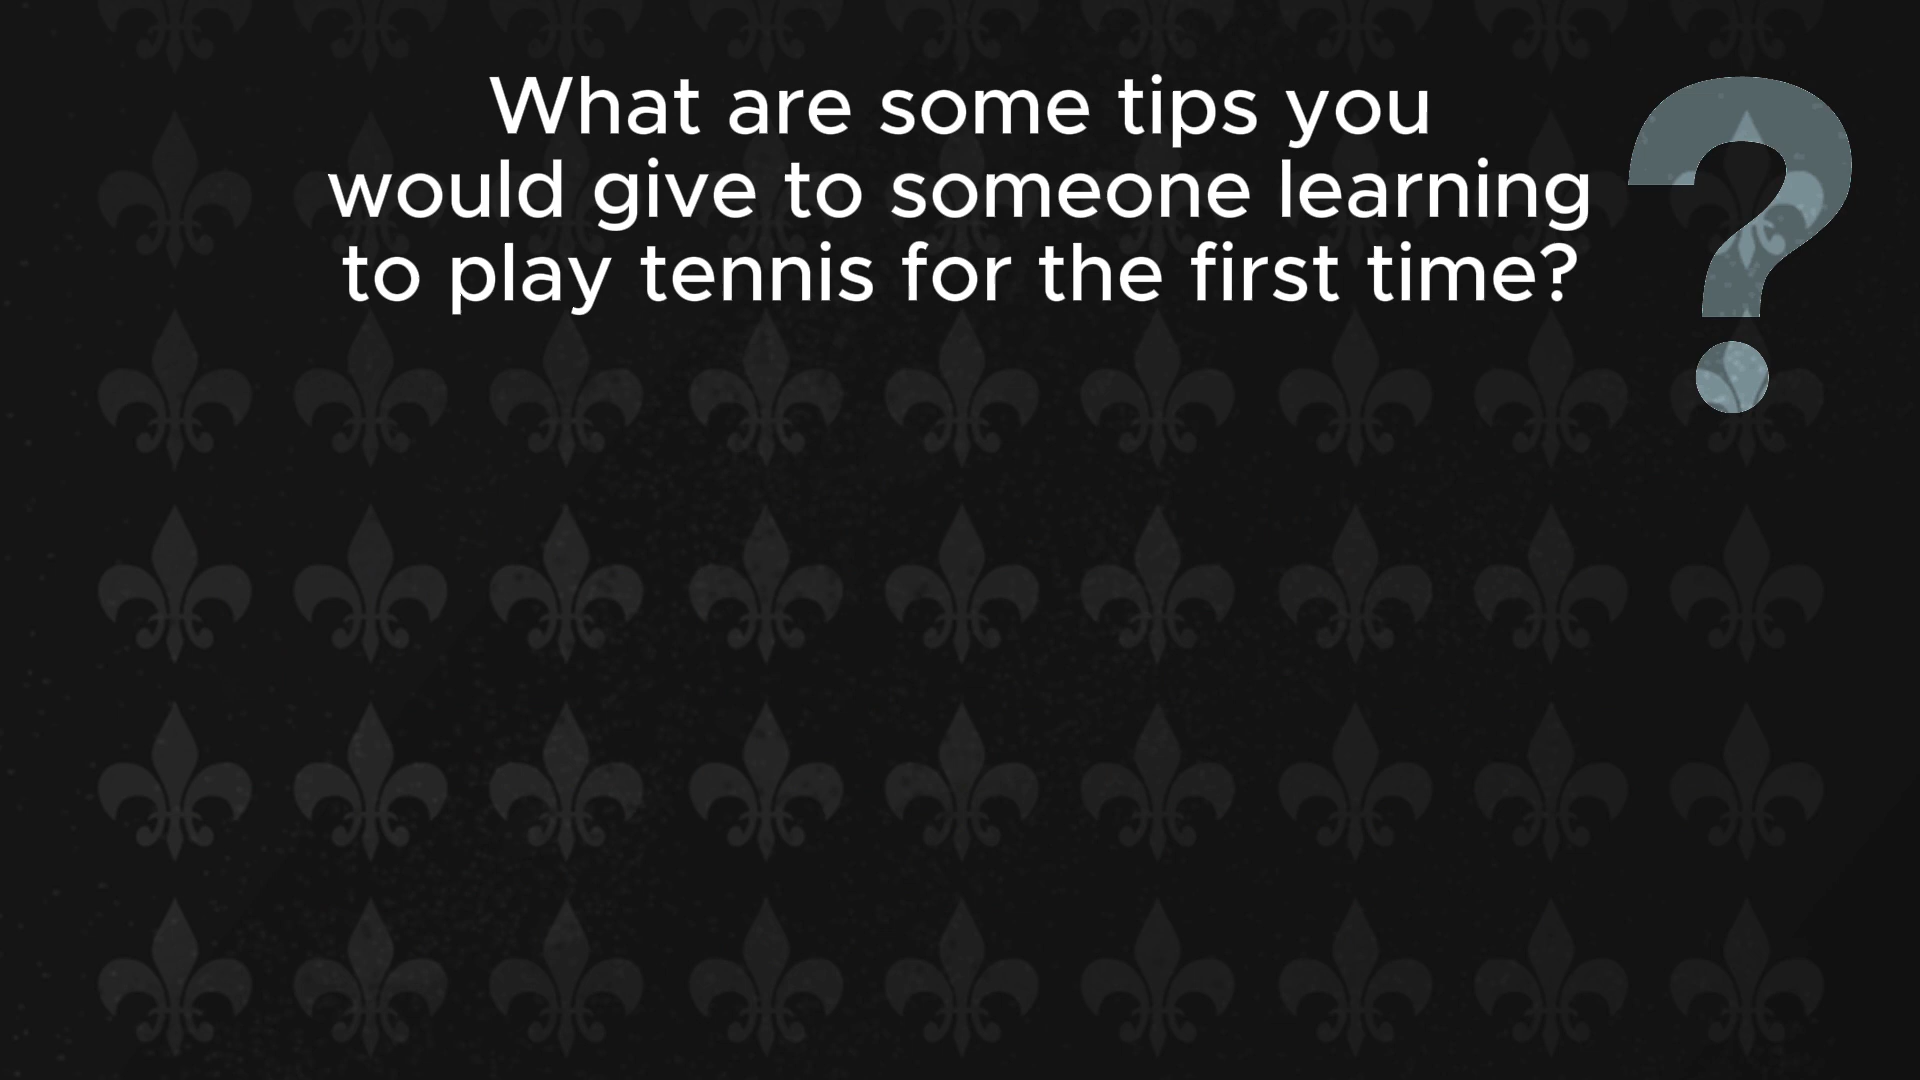 What are some tips you
would give to someone learning
to play tennis for the first time?
?